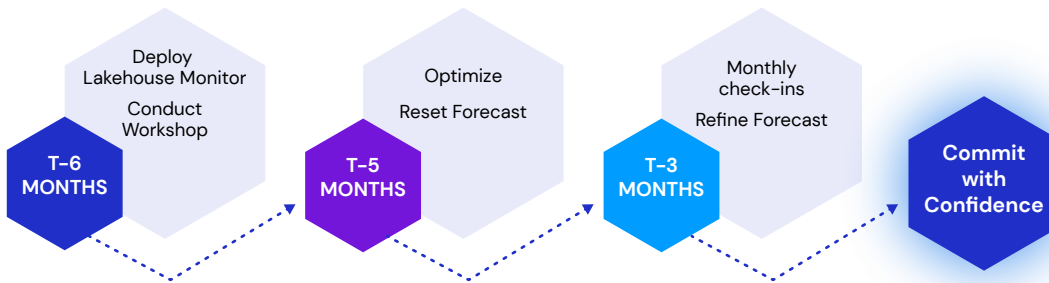 Deploy
Lakehouse Monitor
Conduct
Workshop
T-6
MONTHS
Optimize
Reset Forecast
T-5
MONTHS
Monthly
check-ins
Refine Forecast
T-3
MONTHS
Commit
with
Confidence